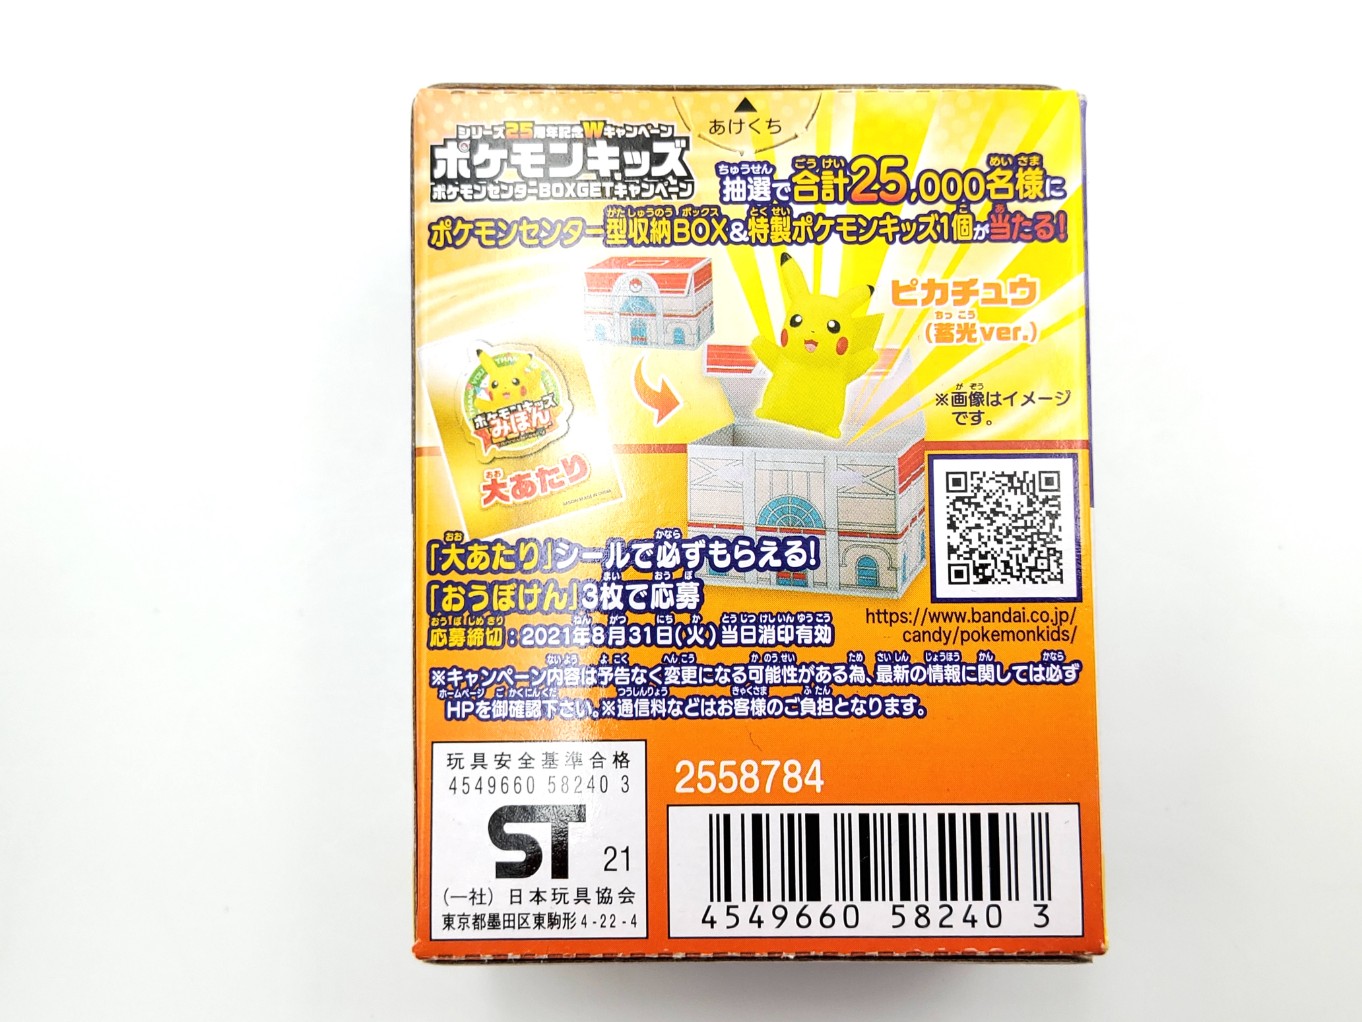 あけくち
シリーズ25周年記念Wキャンペーン
ポケモンキッズ
ポケモンセンターBOXGETキャンペーン
抽選で合計25,000名様に
ポケモンセンター型収納BOX&特製ポケモンキッズ1個が当たる!
ピカチュウ
(蓄光ver.)
※画像はイメージ
です。
ポケモンキッズ
みほん
大あたり
「大あたり」シールで必ずもらえる!
「おうぼけん」3枚で応募
応募締切:2021年8月31日(火)当日消印有効
https://www.bandai.co.jp/
candy/pokemonkids/
※キャンペーン内容は予告なく変更になる可能性がある為、最新の情報に関しては必ず
HPを御確認下さい。※通信料などはお客様のご負担となります。
玩具安全基準合格
4549660 58240 3
ST 21
(一社)日本玩具協会
東京都墨田区東駒形4-22-4
2558784
4549660 58240 3